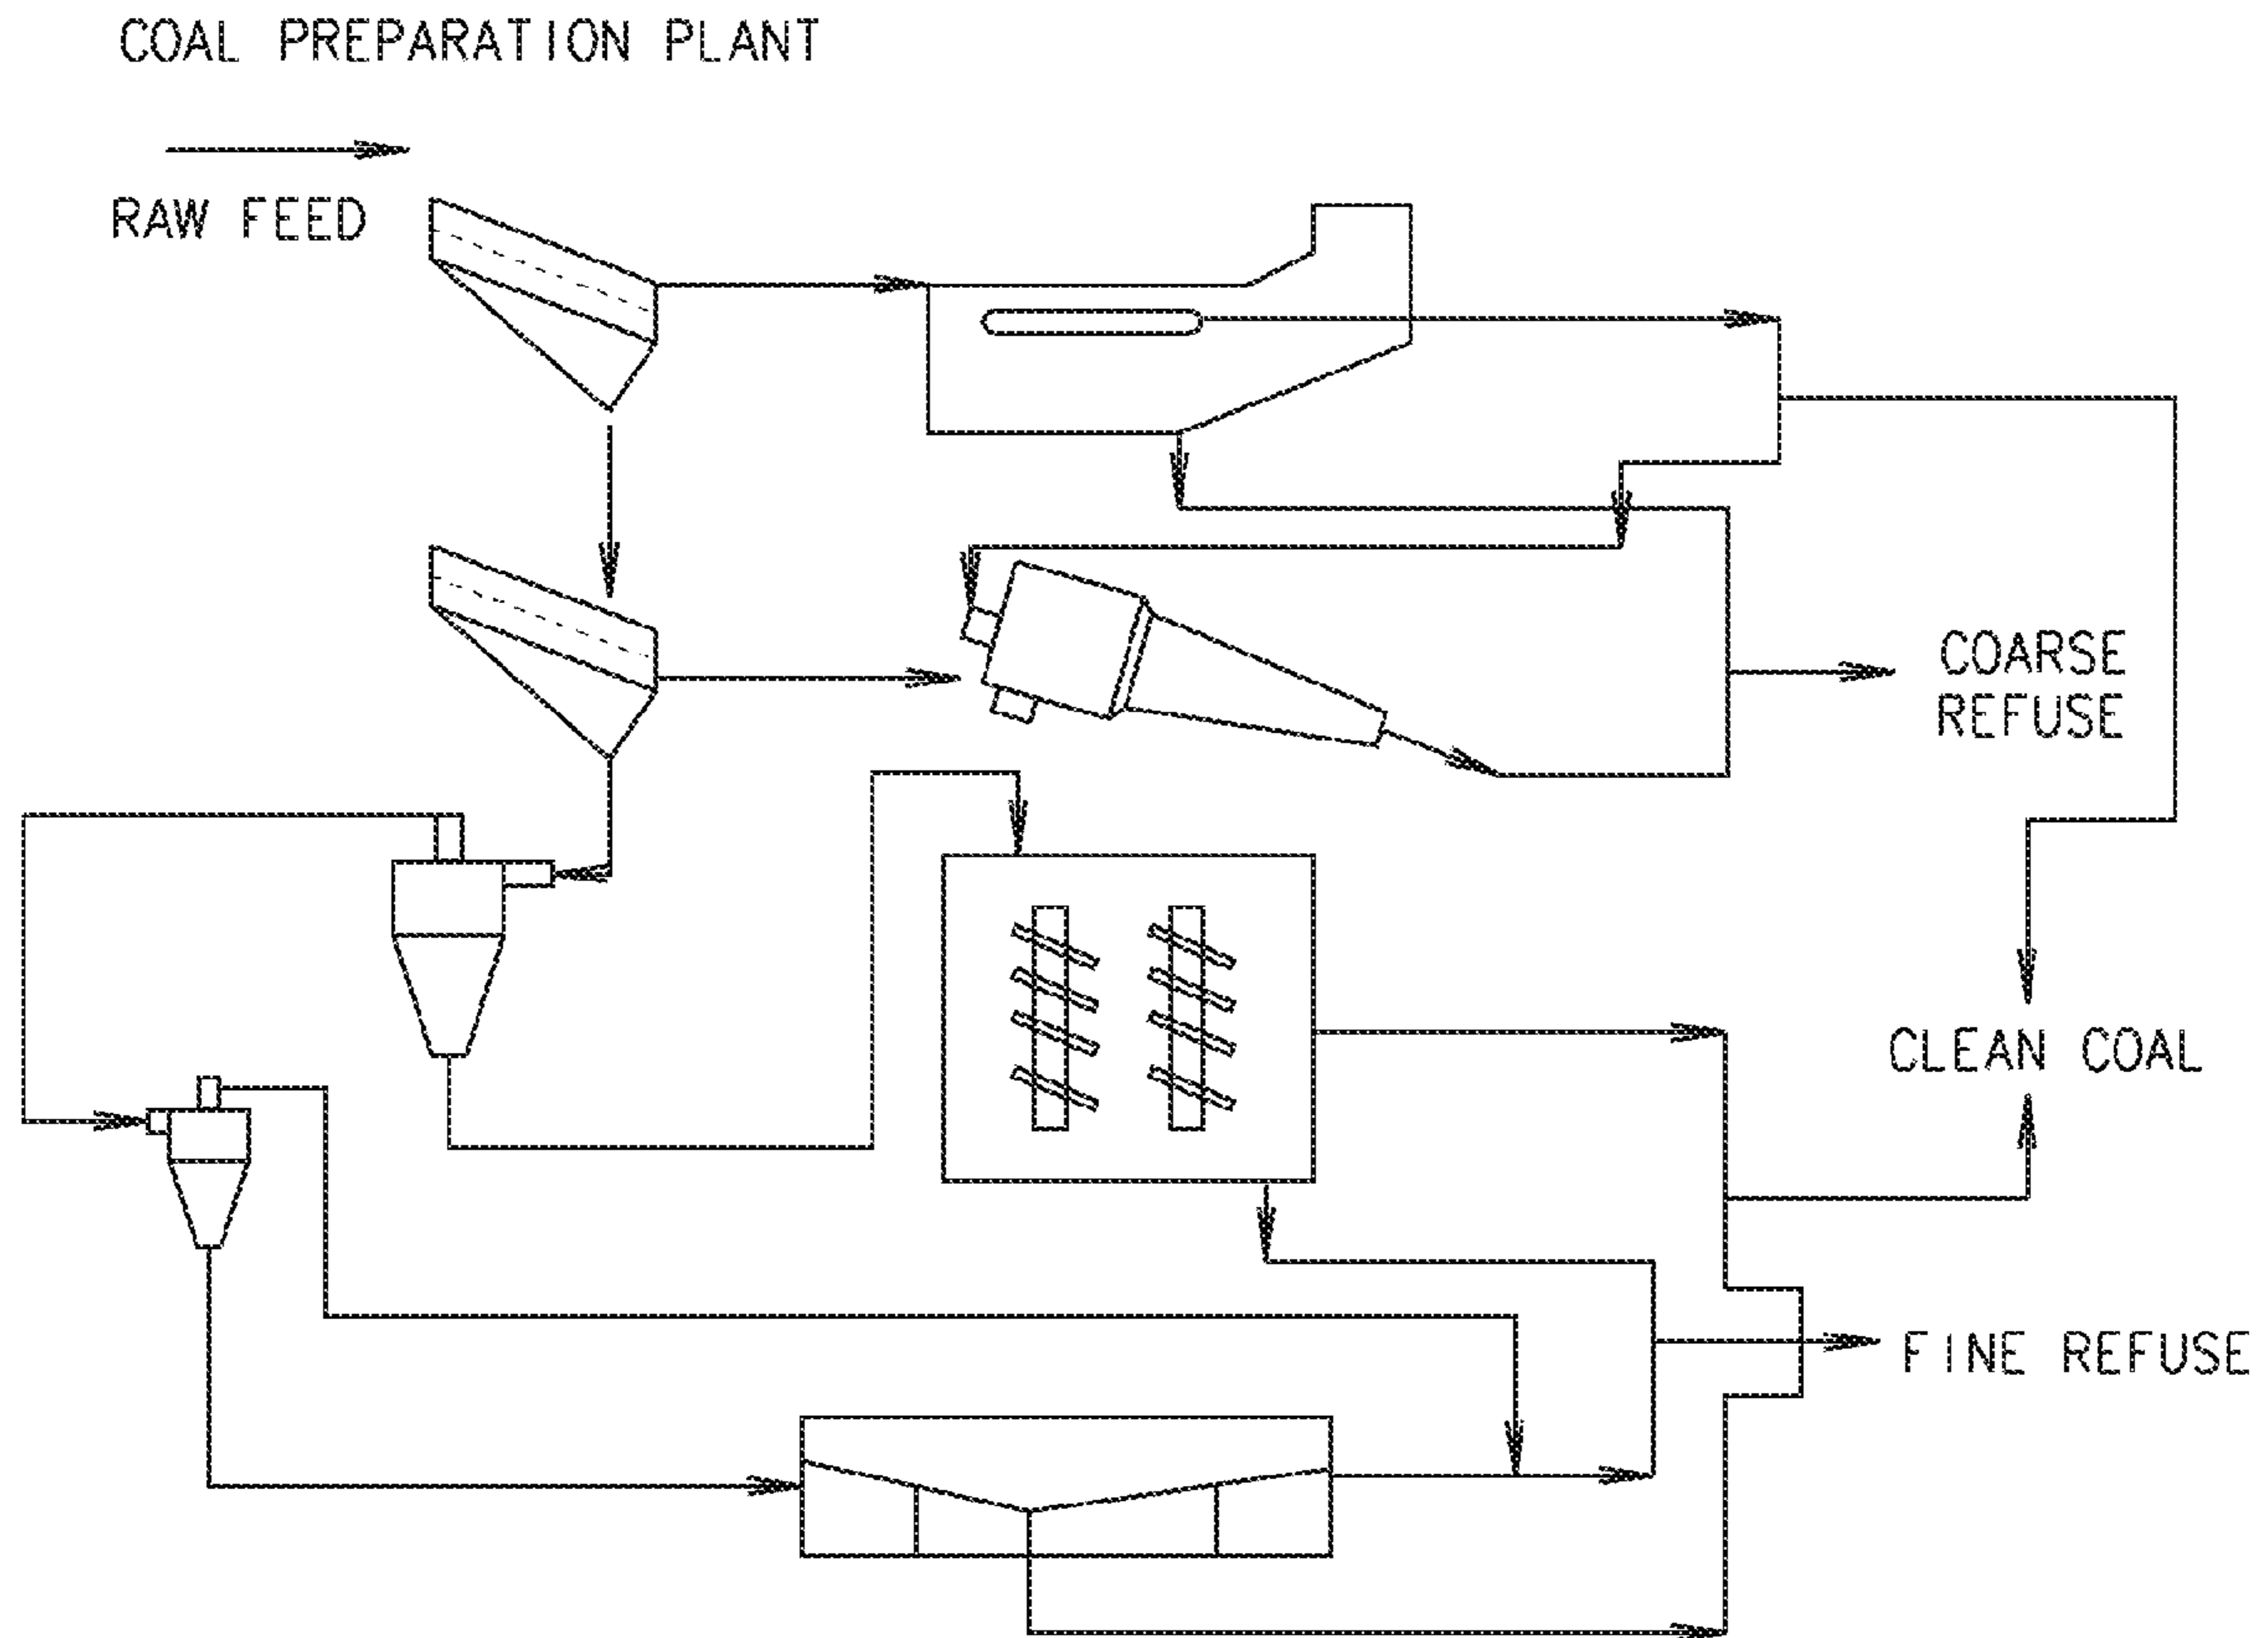 COAL PREPARATION PLANT
RAW FEED
COARSE
REFUSE
CLEAN COAL
FINE REFUSE